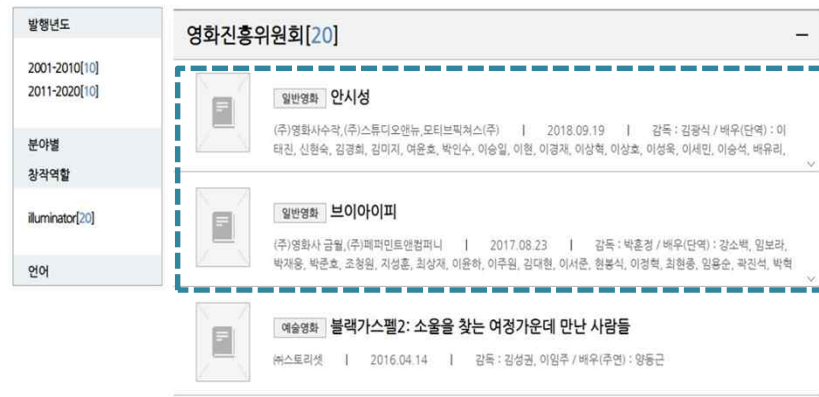 발행년도
2001-2010[10]
2011-2020[10]
분야별
창작역할
illuminator[20]
언어
영화진흥위원회[20]
일반영화 안시성
(주)영화사수작,(주)스튜디오앤뉴,모티브픽쳐스(주) | 2018.09.19 | 감독 : 김광식 / 배우(단역) : 이
태진, 신현숙, 김경희, 김미지, 여윤호, 박인수, 이승일, 이현, 이경재, 이상혁, 이상호, 이성욱, 이세민, 이승석, 배유리,
일반영화 브이아이피
(주)영화사 금월,(주)페퍼민트앤컴퍼니 | 2017.08.23 | 감독 : 박훈정 / 배우(단역) : 강소백, 임보라,
박재웅, 박준호, 조청원, 지성훈, 최상재, 이윤하, 이주원, 김대현, 이서준, 현봉식, 이정혁, 최현종, 임용순, 곽진석, 박혁
예술영화 블랙가스펠2: 소울을 찾는 여정가운데 만난 사람들
㈜스토리셋 | 2016.04.14 | 감독 : 김성권, 이임주 / 배우(주연) : 양동근